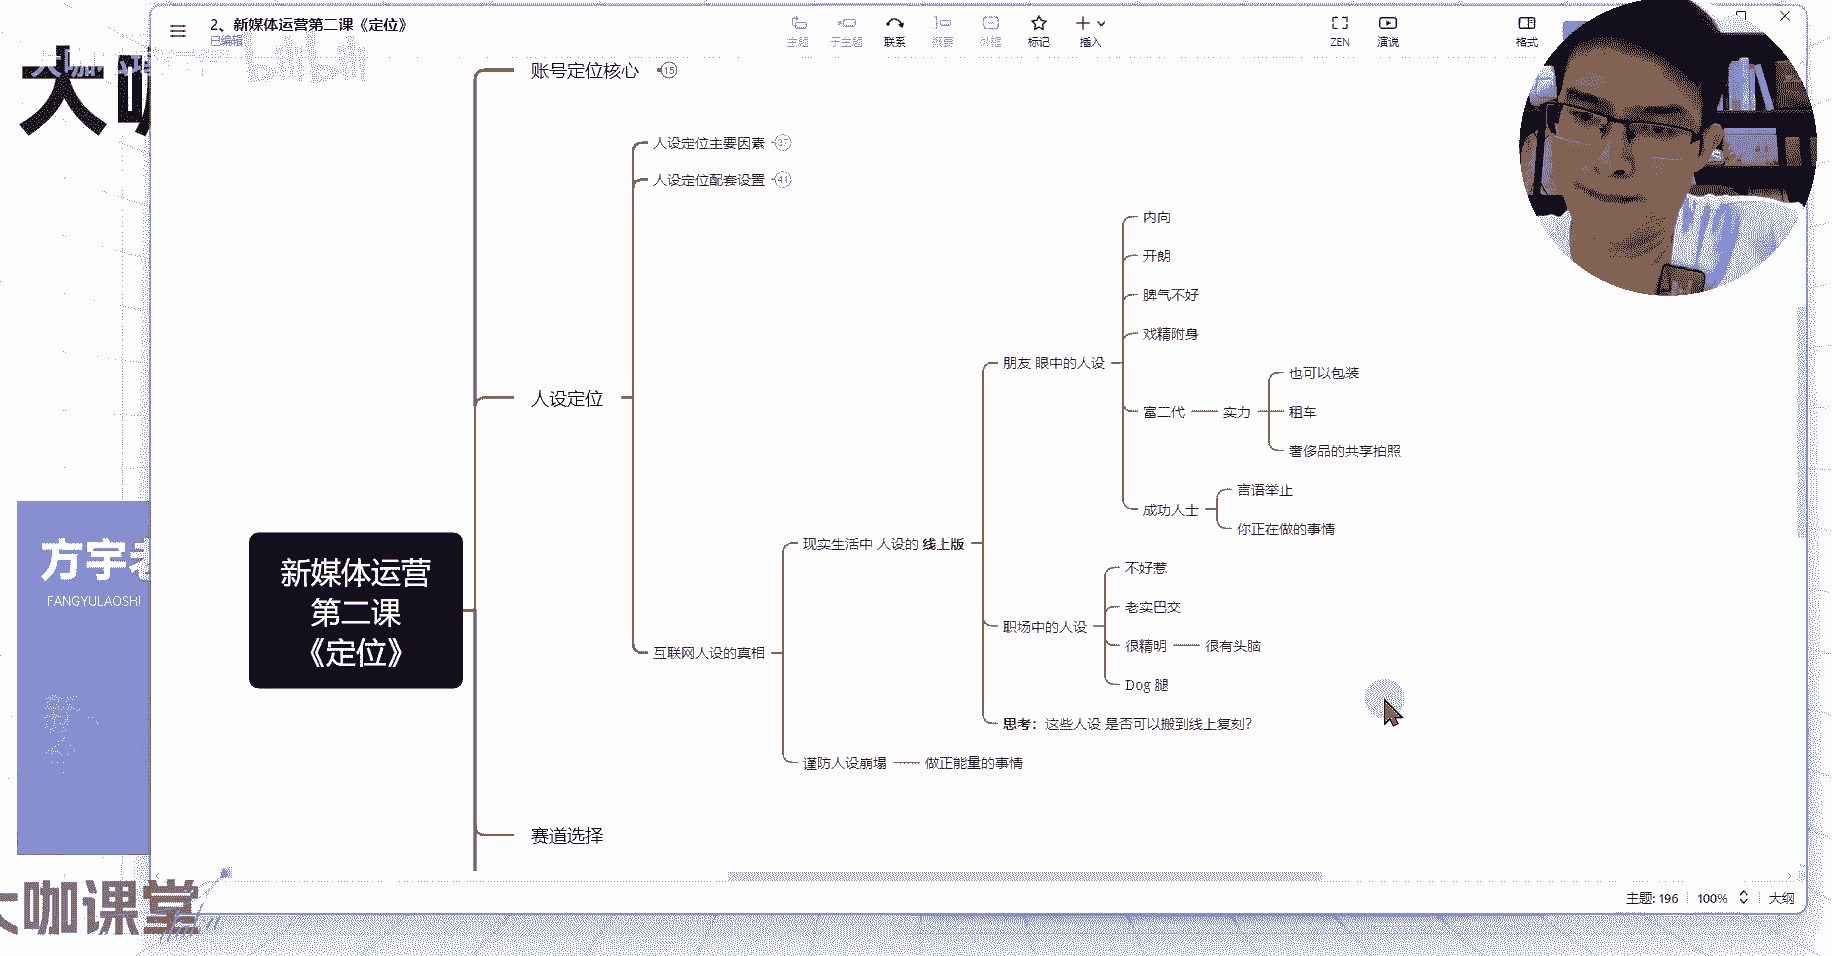 2、新媒体运营第二课《定位》
已编辑
主题
子主题
联系
概要
外框
标记
插入
ZEN
演说
格式
bilibili
大咖
账号定位核心 15
人设定位主要因素 37
人设定位配套设置 41
内向
开朗
脾气不好
戏精附身
朋友 眼中的人设
也可以包装
人设定位
富二代
实力
租车
奢侈品的共享拍照
言语举止
成功人士
你正在做的事情
现实生活中 人设的 线上版
不好惹
新媒体运营
第二课
《定位》
老实巴交
职场中的人设
很精明
很有头脑
互联网人设的真相
Dog 腿
思考：这些人设 是否可以搬到线上复刻？
谨防人设崩塌
做正能量的事情
赛道选择
方宇老
FANGYULAOSHI
大咖课堂
主题: 196
100%
大纲